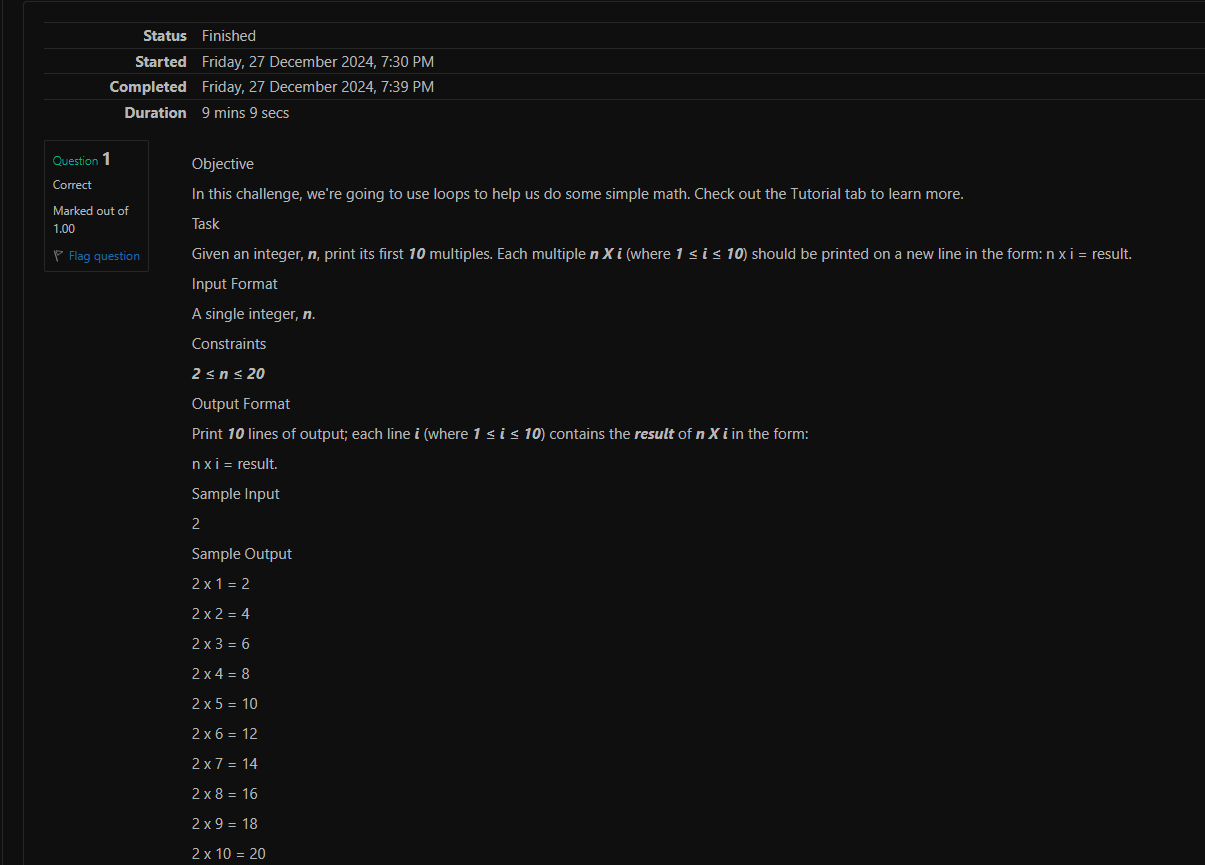 Status Finished
Started Friday, 27 December 2024, 7:30 PM
Completed Friday, 27 December 2024, 7:39 PM
Duration 9 mins 9 secs
Question 1
Correct
Marked out of
1.00
Flag question
Objective
In this challenge, we're going to use loops to help us do some simple math. Check out the Tutorial tab to learn more.
Task
Given an integer, n, print its first 10 multiples. Each multiple n X i (where 1 ≤ i ≤ 10) should be printed on a new line in the form: n x i = result.
Input Format
A single integer, n.
Constraints
2 ≤ n ≤ 20
Output Format
Print 10 lines of output; each line i (where 1 ≤ i ≤ 10) contains the result of n X i in the form:
n x i = result.
Sample Input
2
Sample Output
2 x 1 = 2
2 x 2 = 4
2 x 3 = 6
2 x 4 = 8
2 x 5 = 10
2 x 6 = 12
2 x 7 = 14
2 x 8 = 16
2 x 9 = 18
2 x 10 = 20